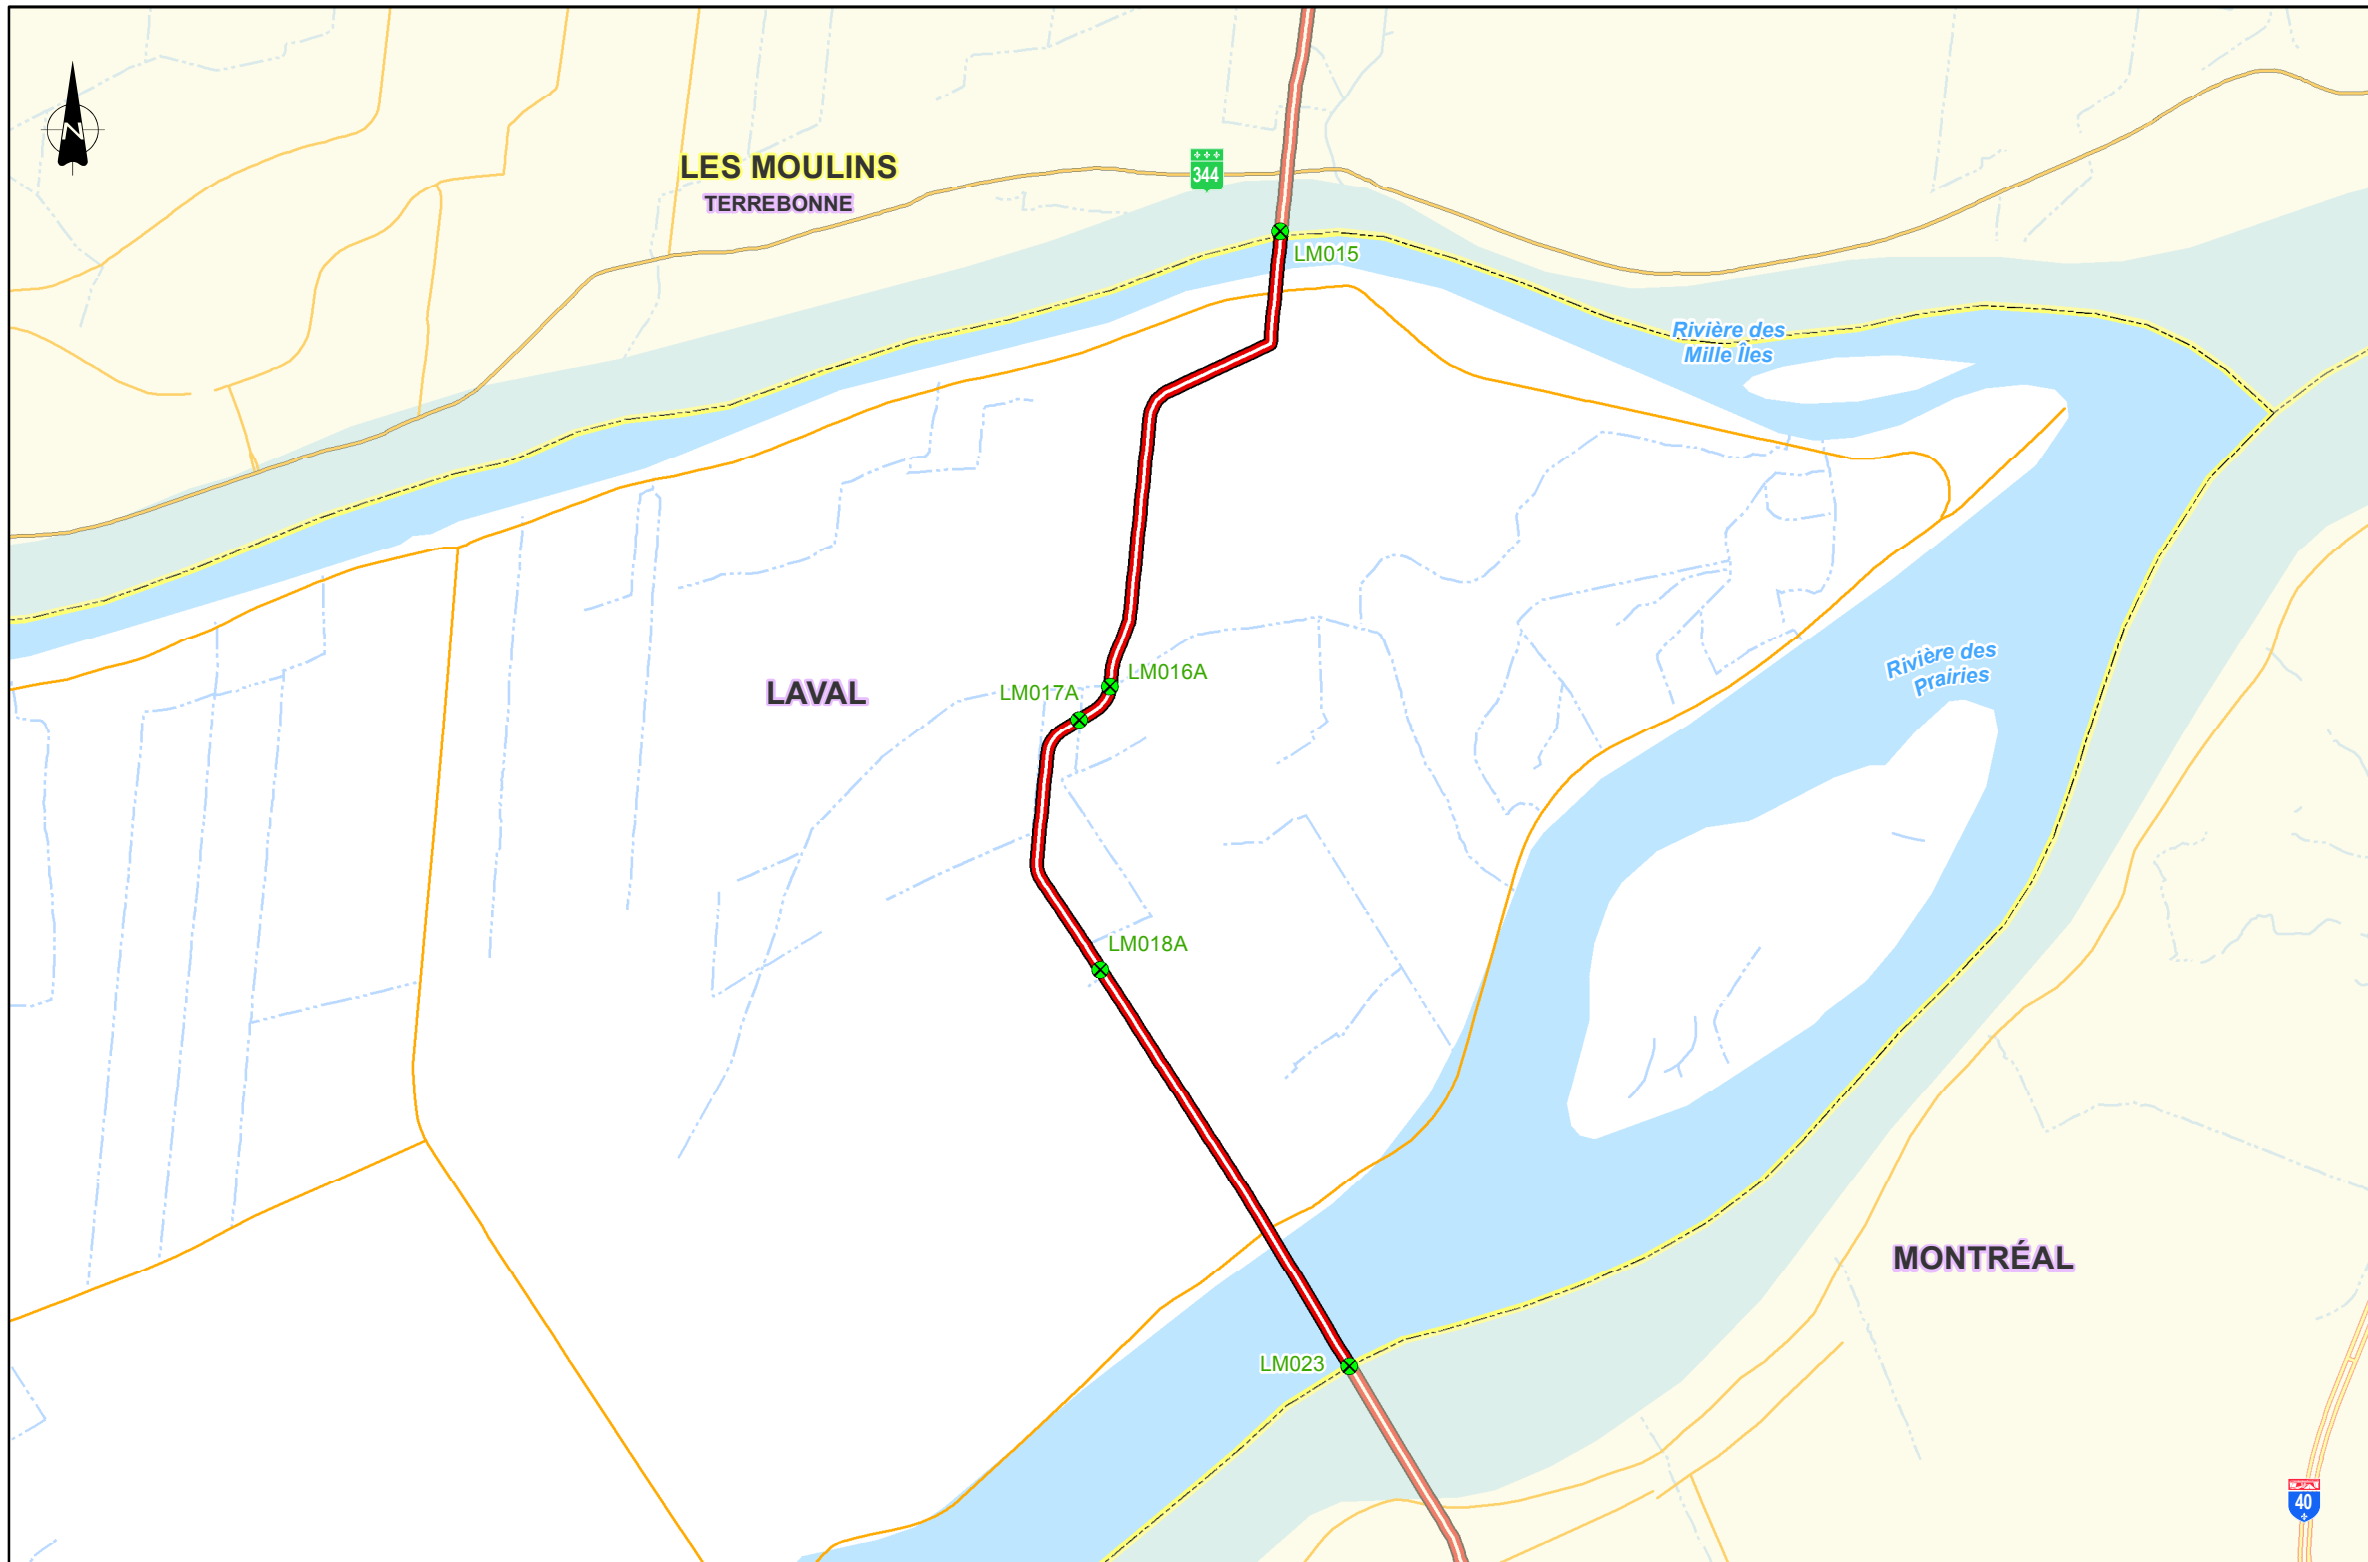 N
LES MOULINS
TERREBONNE
344
LM015
Rivière des
Mille Îles
Rivière des
Prairies
LAVAL
LM017A
LM016A
LM018A
MONTRÉAL
LM023
40